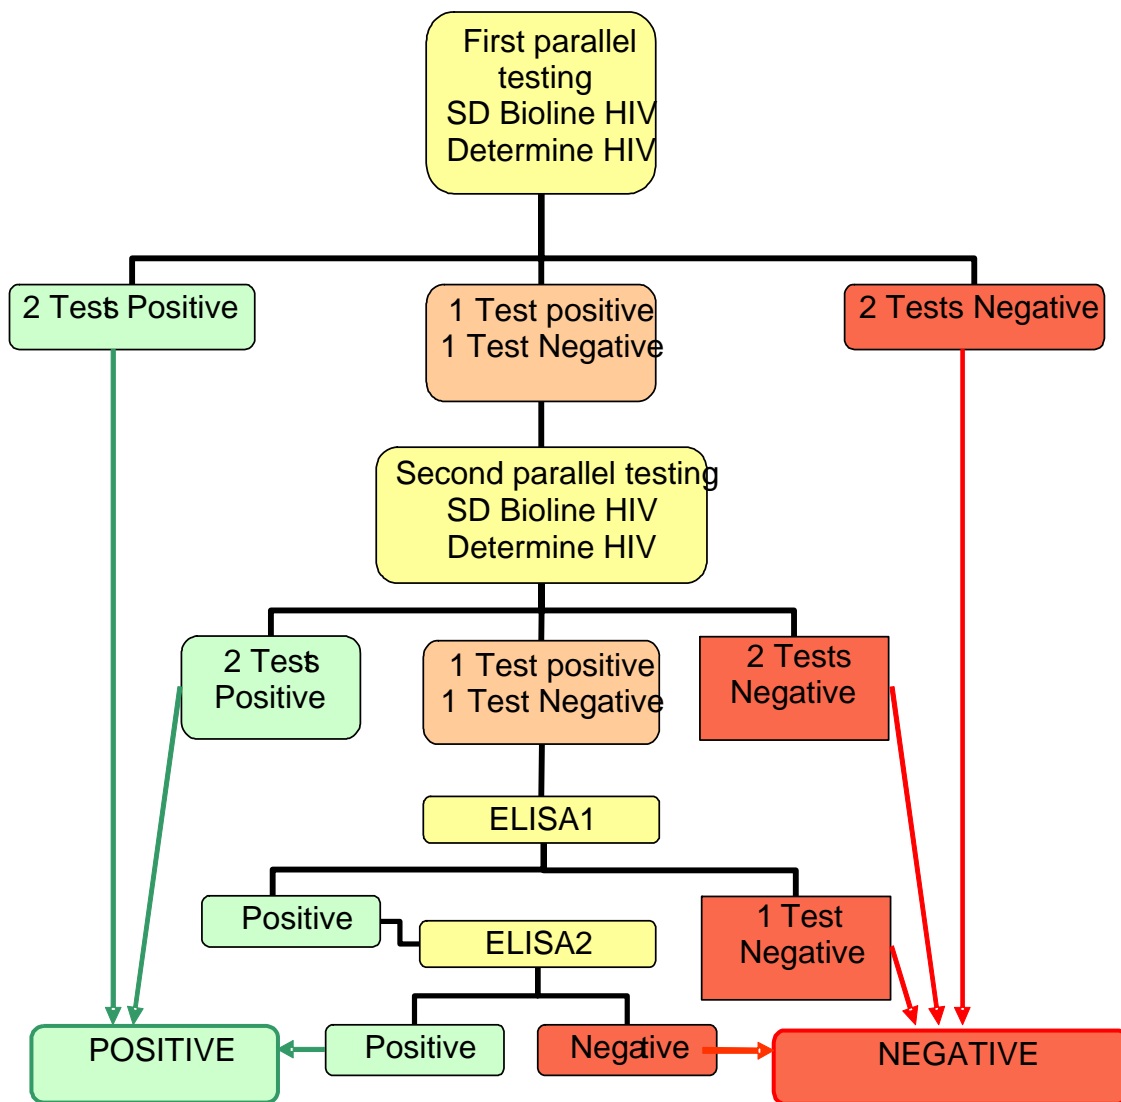 First parallel
testing
SD Bioline HIV
Determine HIV
2 Tests Positive
1 Test positive
1 Test Negative
2 Tests Negative
Second parallel testing
SD Bioline HIV
Determine HIV
2 Tests
Positive
1 Test positive
1 Test Negative
2 Tests
Negative
ELISA1
Positive
1 Test
Negative
ELISA2
Positive
Negative
POSITIVE
NEGATIVE